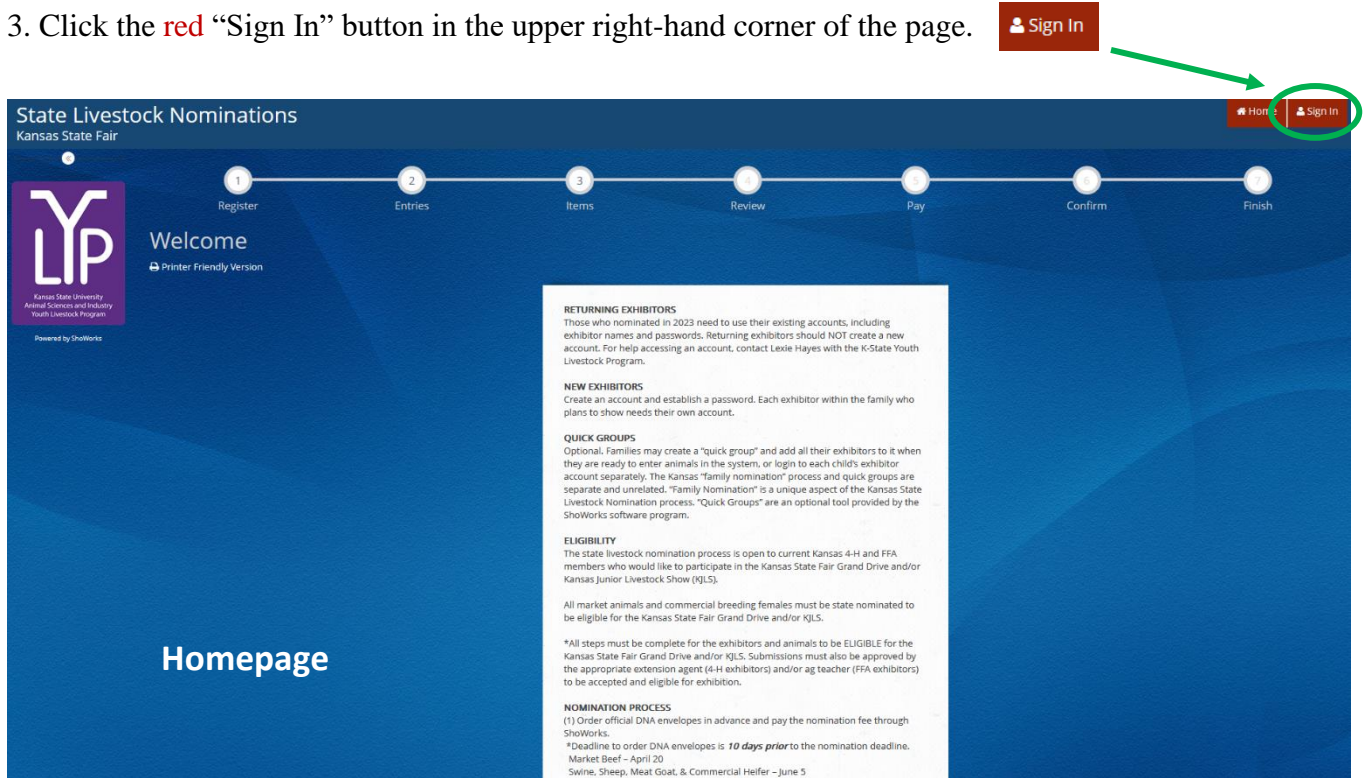 3. Click the red “Sign In” button in the upper right-hand corner of the page.
Sign In
State Livestock Nominations
Kansas State Fair
Home
Sign In
1
2
3
4
5
6
7
Register
Entries
Items
Review
Pay
Confirm
Finish
YLP
Kansas State University
Animal Sciences and Industry
Youth Livestock Program
Powered by ShoWorks
Welcome
Printer Friendly Version
RETURNING EXHIBITORS
Those who nominated in 2023 need to use their existing accounts, including
exhibitor names and passwords. Returning exhibitors should NOT create a new
account. For help accessing an account, contact Lexie Hayes with the K-State Youth
Livestock Program.
NEW EXHIBITORS
Create an account and establish a password. Each exhibitor within the family who
plans to show needs their own account.
QUICK GROUPS
Optional. Families may create a “quick group” and add all their exhibitors to it when
they are ready to enter animals in the system, or login to each child’s exhibitor
account separately. The Kansas “family nomination” process and quick groups are
separate and unrelated. “Family Nomination” is a unique aspect of the Kansas State
Livestock Nomination process. “Quick Groups” are an optional tool provided by the
ShoWorks software program.
ELIGIBILITY
The state livestock nomination process is open to current Kansas 4-H and FFA
members who would like to participate in the Kansas State Fair Grand Drive and/or
Kansas Junior Livestock Show (KJLS).
All market animals and commercial breeding females must be state nominated to
be eligible for the Kansas State Fair Grand Drive and/or KJLS.
*All steps must be complete for the exhibitors and animals to be ELIGIBLE for the
Kansas State Fair Grand Drive and/or KJLS. Submissions must also be approved by
the appropriate extension agent (4-H exhibitors) and/or ag teacher (FFA exhibitors)
to be accepted and eligible for exhibition.
NOMINATION PROCESS
(1) Order official DNA envelopes in advance and pay the nomination fee through
ShoWorks.
*Deadline to order DNA envelopes is 10 days prior to the nomination deadline.
Market Beef – April 20
Swine, Sheep, Meat Goat, & Commercial Heifer – June 5
Homepage